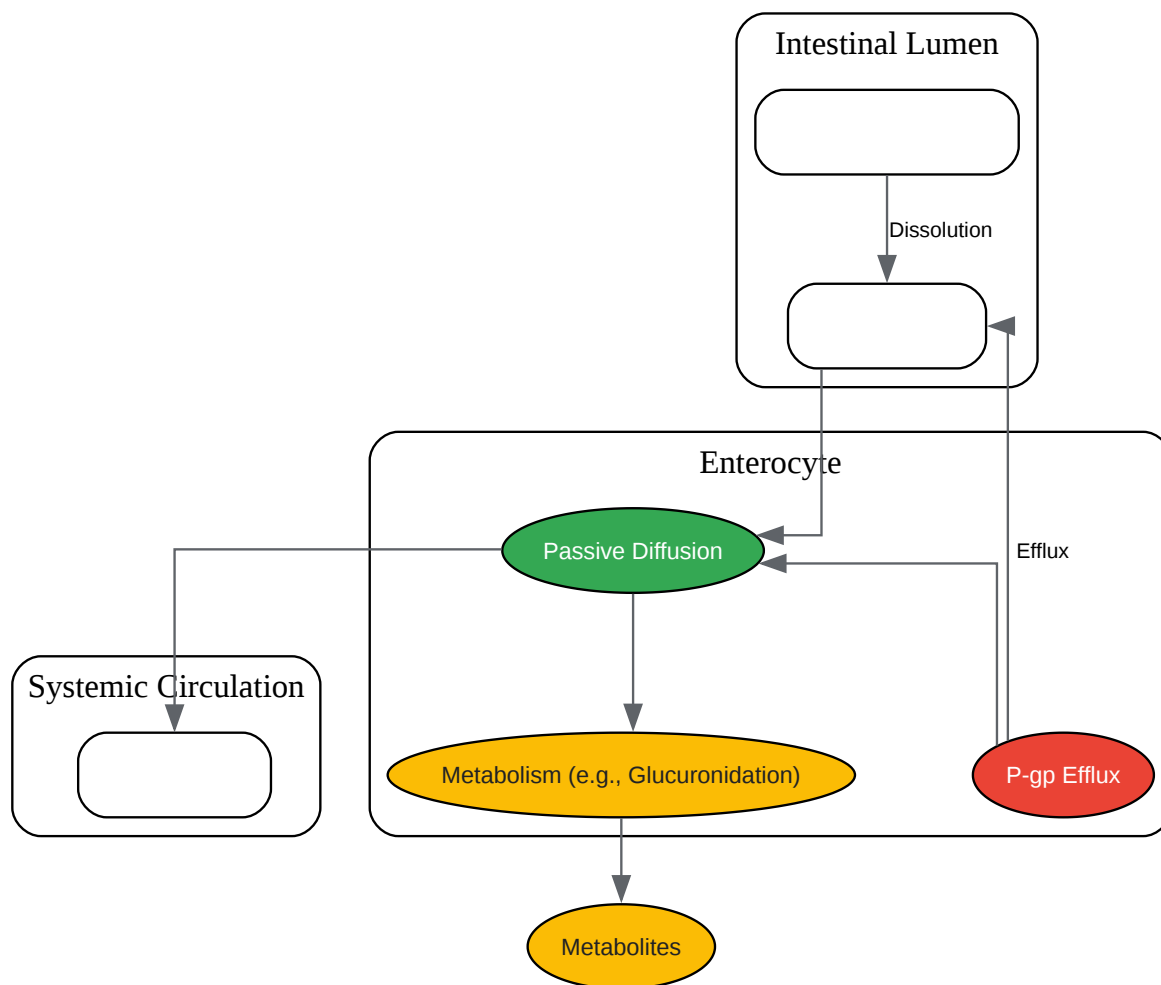 Intestinal Lumen
Dissolution
Enterocyte
Passive Diffusion
Efflux
Systemic Circulation
Metabolism (e.g., Glucuronidation)
P-gp Efflux
Metabolites